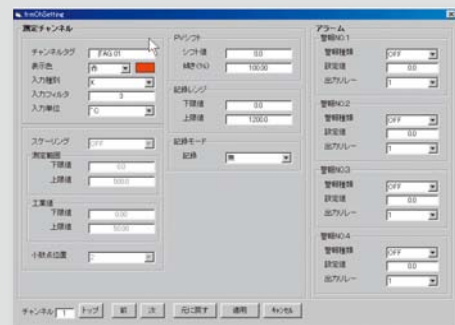 frmChSetting
測定チャンネル
チャンネルタグ TAG 01
表示色 赤
入力種別 K
入力フィルタ 0
入力単位 ℃
スケーリング OFF
測定範囲
下限値 0.0
上限値 500.0
工業値
下限値 0.00
上限値 50.00
小数点位置 2
PVシフト
シフト値 0.0
傾き(%) 100.00
記録レンジ
下限値 0.0
上限値 1200.0
記録モード
記録 無
アラーム
警報NO.1
警報種類 OFF
設定値 0.0
出力リレー 1
警報NO.2
警報種類 OFF
設定値 0.0
出力リレー 1
警報NO.3
警報種類 OFF
設定値 0.0
出力リレー 1
警報NO.4
警報種類 OFF
設定値 0.0
出力リレー 1
チャンネル 1 トップ 前 次 元に戻す 適用 キャンセル